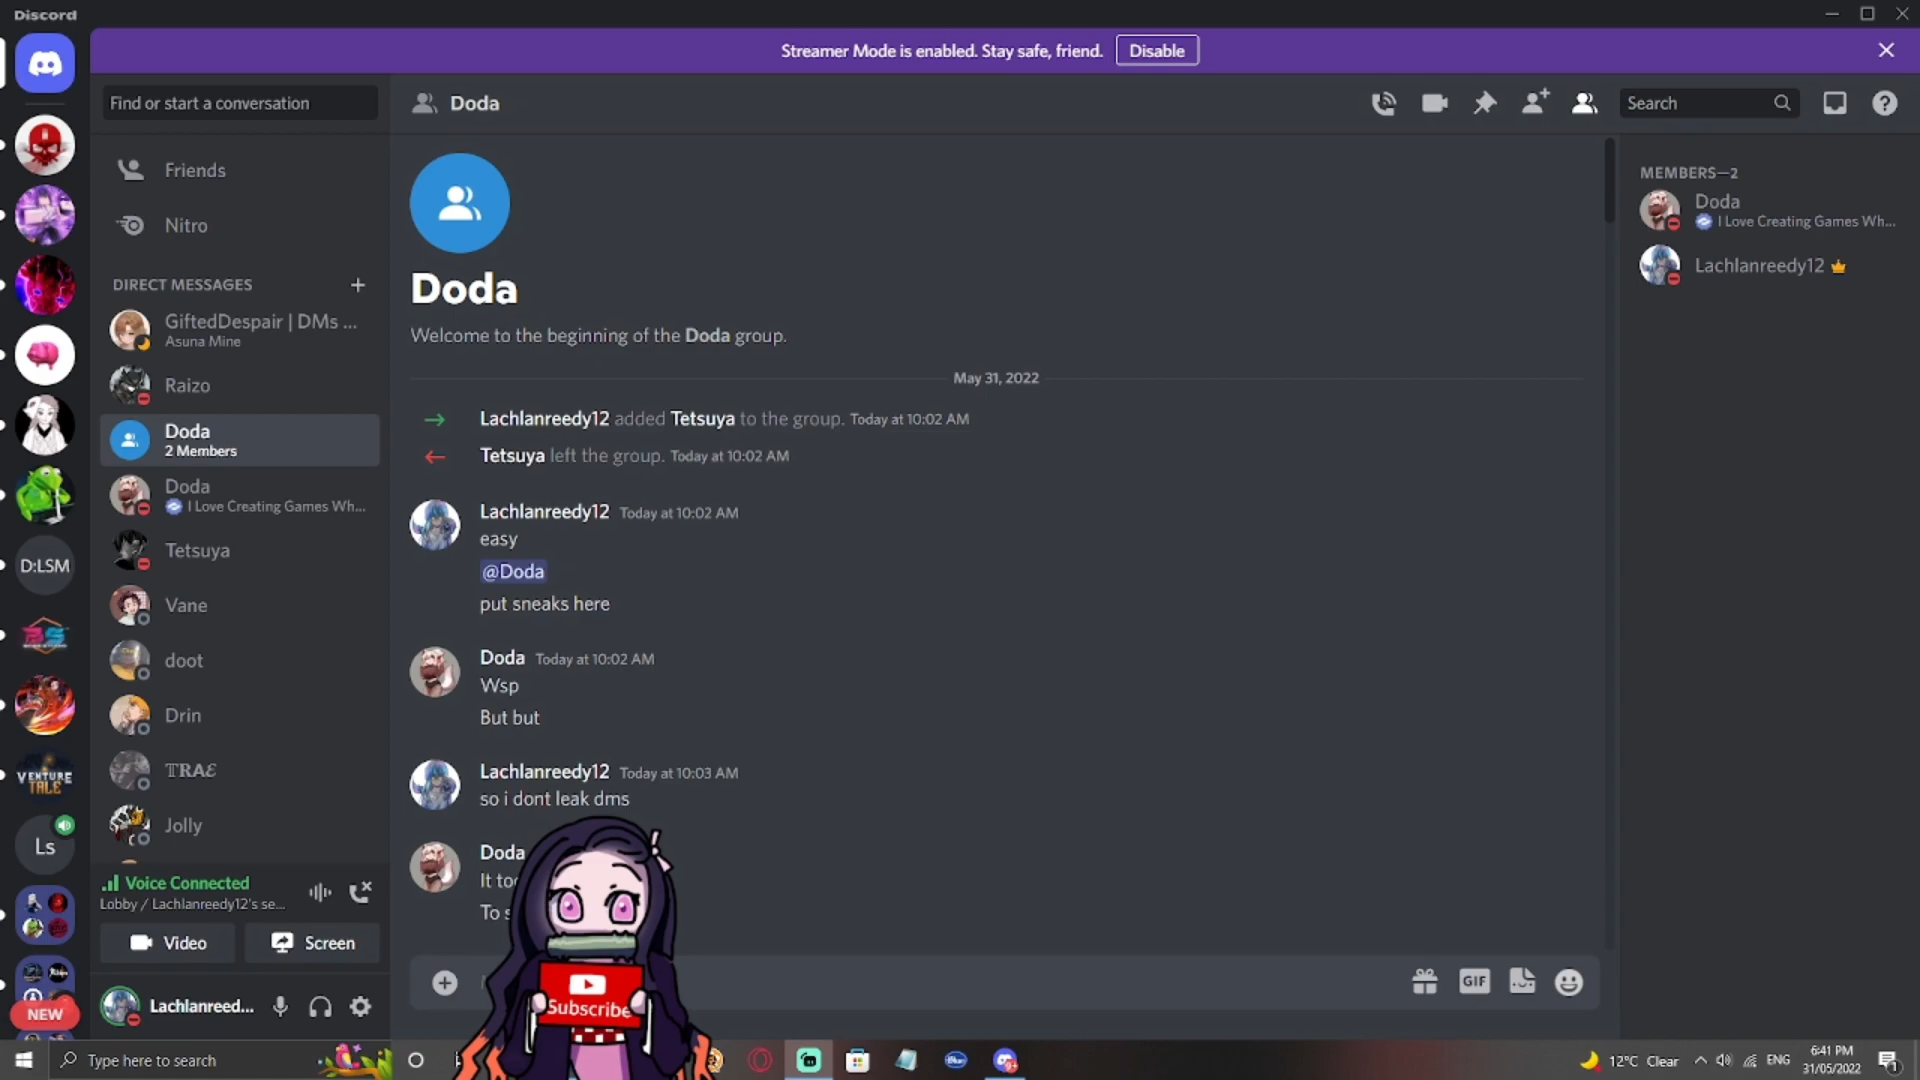 Discord
Streamer Mode is enabled. Stay safe, friend.
Disable
Find or start a conversation
Doda
Search
Friends
Nitro
DIRECT MESSAGES
GiftedDespair | DMs ...
Asuna Mine
Raizo
Doda
2 Members
Doda
I Love Creating Games Wh...
Tetsuya
Vane
doot
Drin
TRAE
Jolly
D:LSM
VENTURE
TALE
Ls
NEW
Voice Connected
Lobby / Lachlanreedy12's se...
Video
Screen
Lachlanreed...
Doda
Welcome to the beginning of the Doda group.
May 31, 2022
Lachlanreedy12 added Tetsuya to the group. Today at 10:02 AM
Tetsuya left the group. Today at 10:02 AM
Lachlanreedy12 Today at 10:02 AM
easy
@Doda
put sneaks here
Doda Today at 10:02 AM
Wsp
But but
Lachlanreedy12 Today at 10:03 AM
so i dont leak dms
Doda
It
To
Subscribe
GIF
MEMBERS—2
Doda
I Love Creating Games Wh...
Lachlanreedy12
Type here to search
12°C Clear
ENG
6:41 PM
31/05/2022